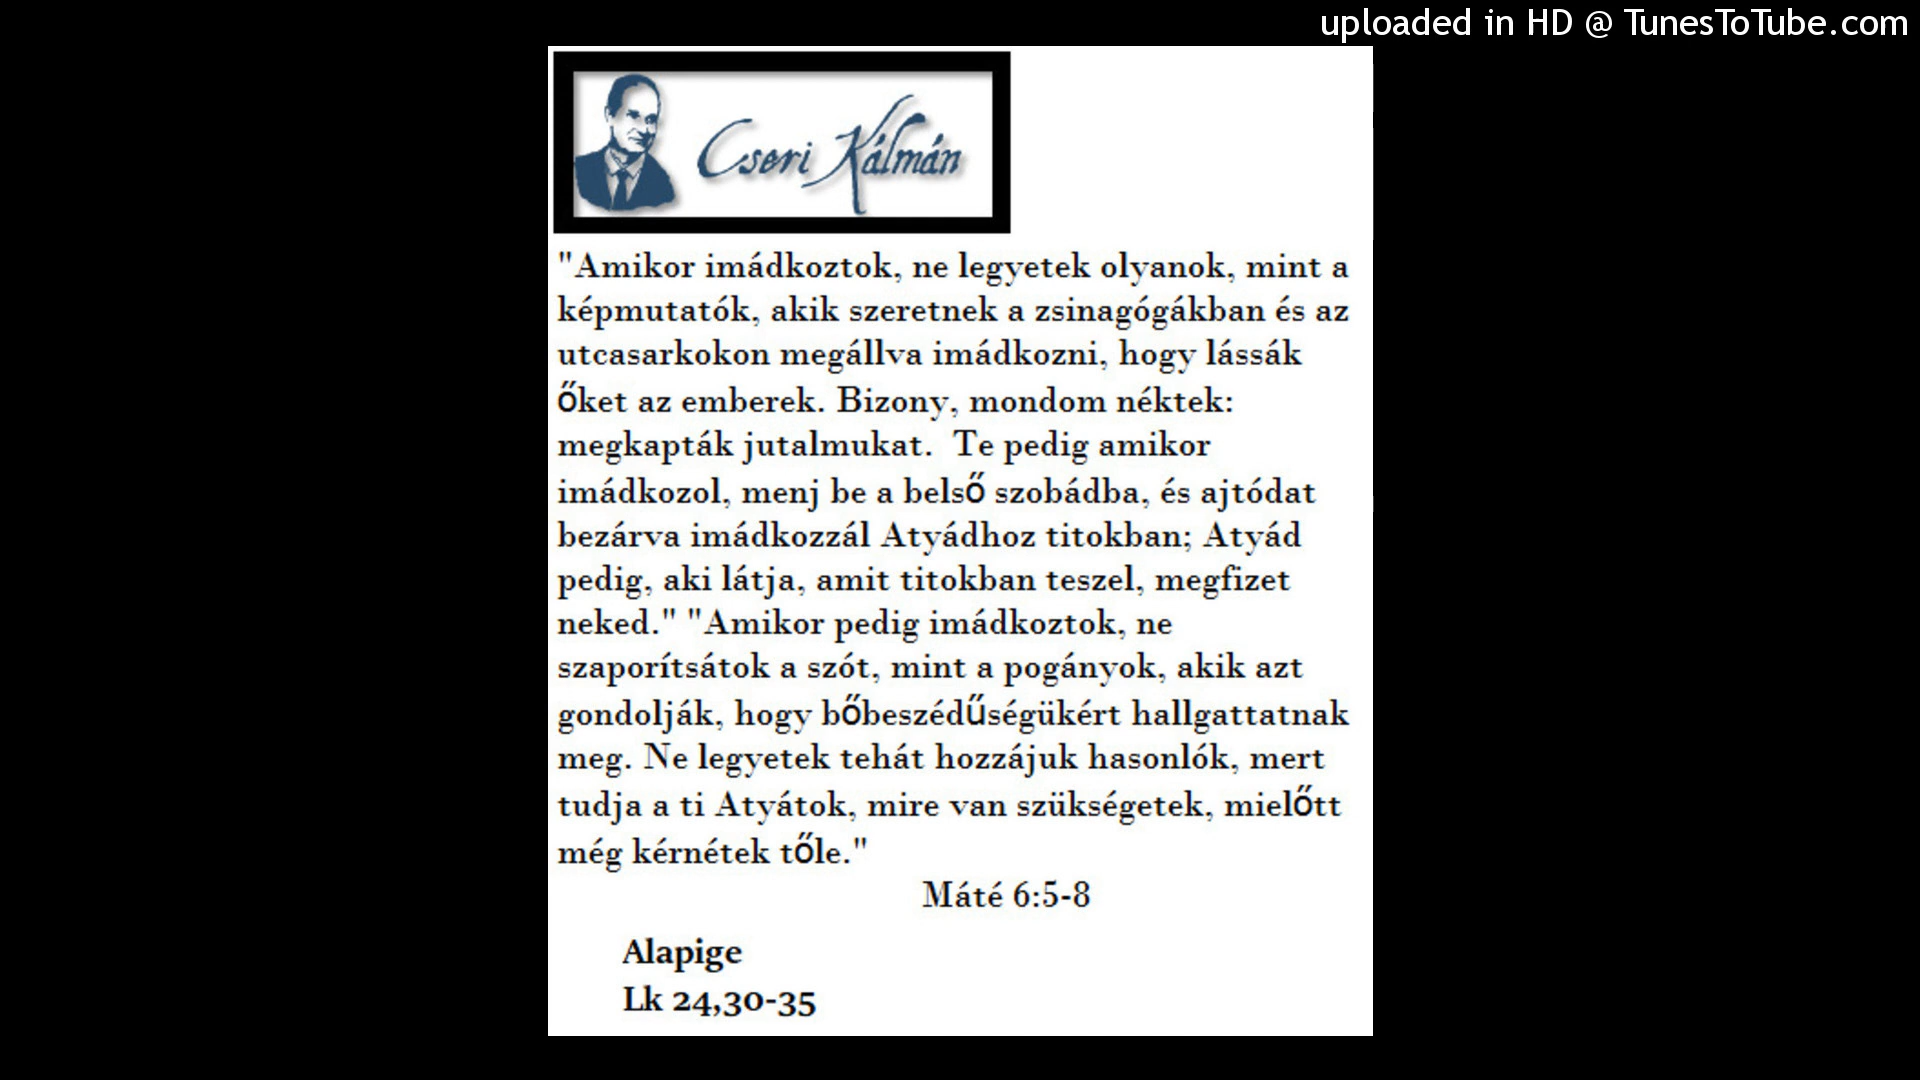 uploaded in HD @ TunesToTube.com
Cseri Kálmán
"Amikor imádkoztok, ne legyetek olyanok, mint a
képmutatók, akik szeretnek a zsinagógákban és az
utcasarkokon megállva imádkozni, hogy lássák
őket az emberek. Bizony, mondom néktek:
megkapták jutalmukat.  Te pedig amikor
imádkozol, menj be a belső szobádba, és ajtódat
bezárva imádkozzál Atyádhoz titokban; Atyád
pedig, aki látja, amit titokban teszel, megfizet
neked." "Amikor pedig imádkoztok, ne
szaporítsátok a szót, mint a pogányok, akik azt
gondolják, hogy bőbeszédűségükért hallgattatnak
meg. Ne legyetek tehát hozzájuk hasonlók, mert
tudja a ti Atyátok, mire van szükségetek, mielőtt
még kérnétek tőle."
Máté 6:5-8
Alapige
Lk 24,30-35